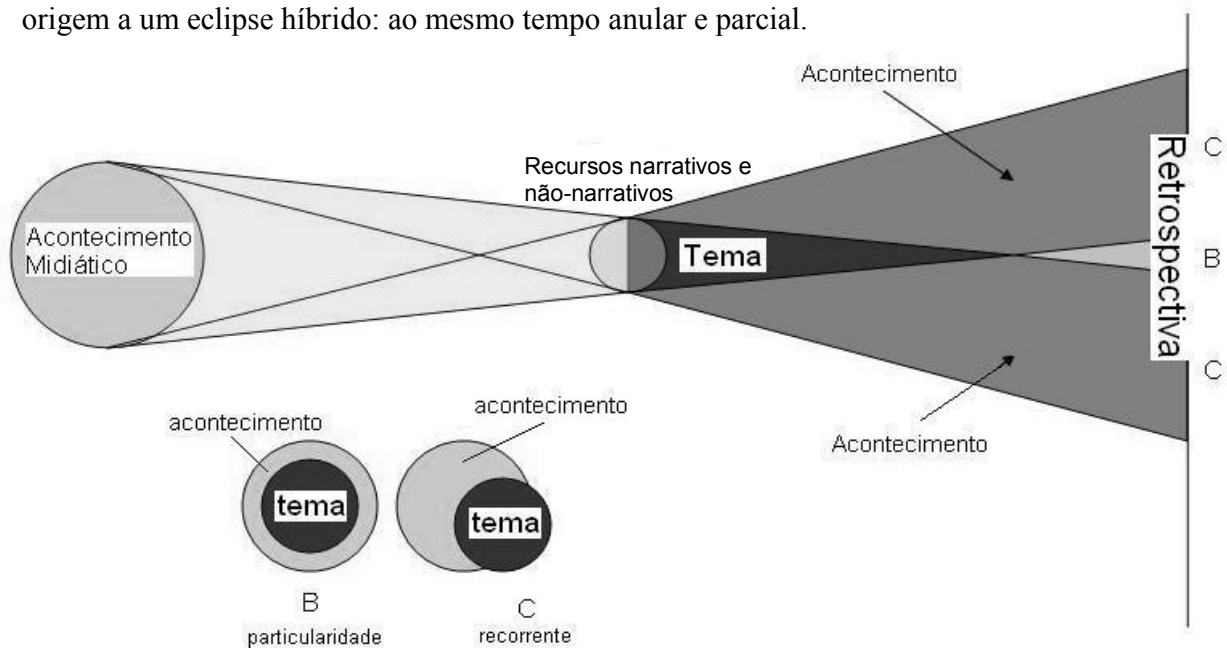 origem a um eclipse híbrido: ao mesmo tempo anular e parcial.
Acontecimento
Recursos narrativos e
não-narrativos
Acontecimento
Midiático
Tema
Retrospectiva
C
B
C
Acontecimento
acontecimento
acontecimento
tema
tema
B
particularidade
C
recorrente